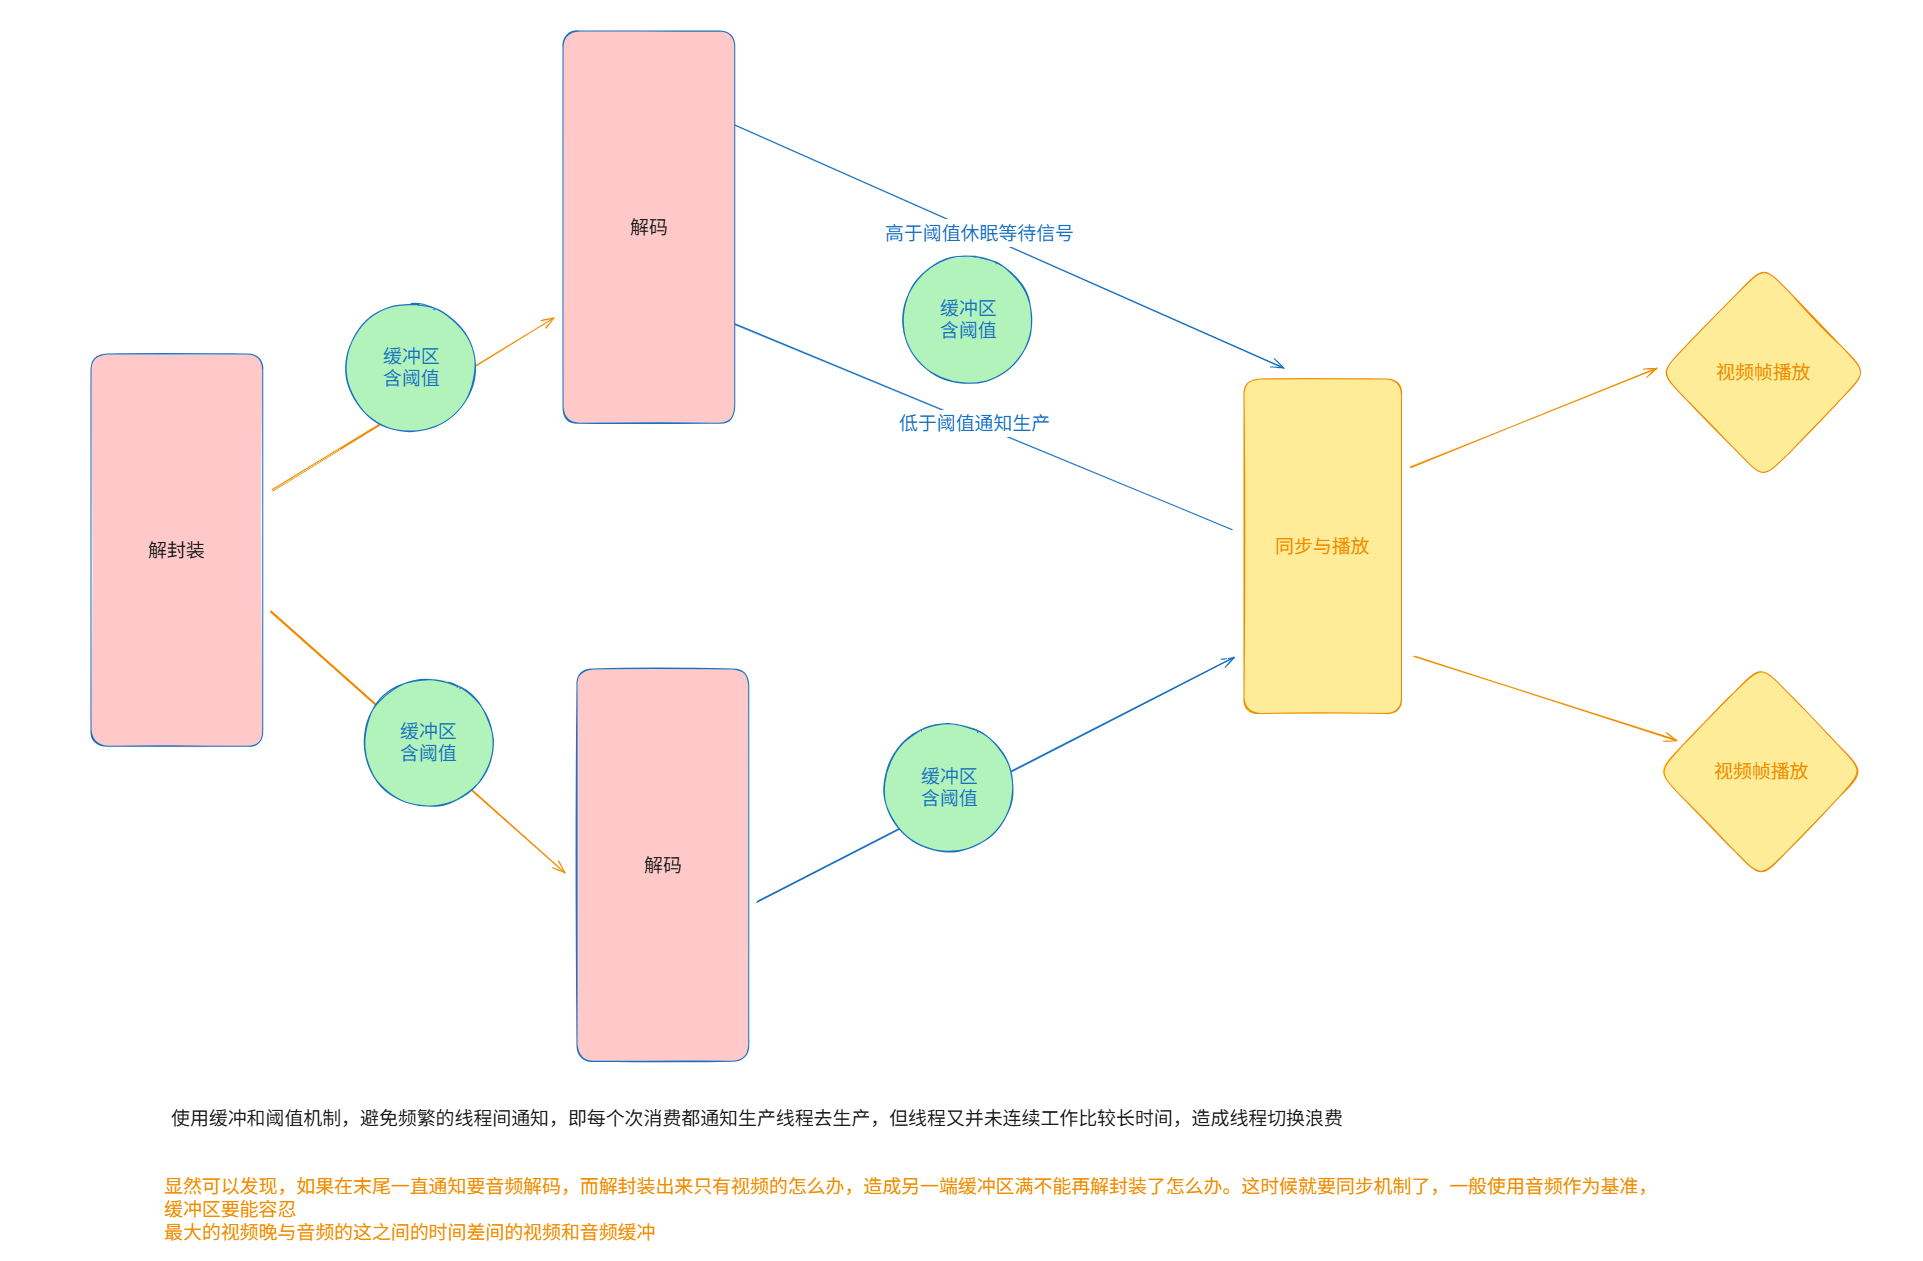 解码
高于阈值休眠等待信号
缓冲区
含阈值
缓冲区
含阈值
视频帧播放
低于阈值通知生产
解封装
同步与播放
缓冲区
含阈值
缓冲区
含阈值
视频帧播放
解码
使用缓冲和阈值机制，避免频繁的线程间通知，即每个次消费都通知生产线程去生产，但线程又并未连续工作比较长时间，造成线程切换浪费
显然可以发现，如果在末尾一直通知要音频解码，而解封装出来只有视频的怎么办，造成另一端缓冲区满不能再解封装了怎么办。这时候就要同步机制了，一般使用音频作为基准，
缓冲区要能容忍
最大的视频晚与音频的这之间的时间差间的视频和音频缓冲